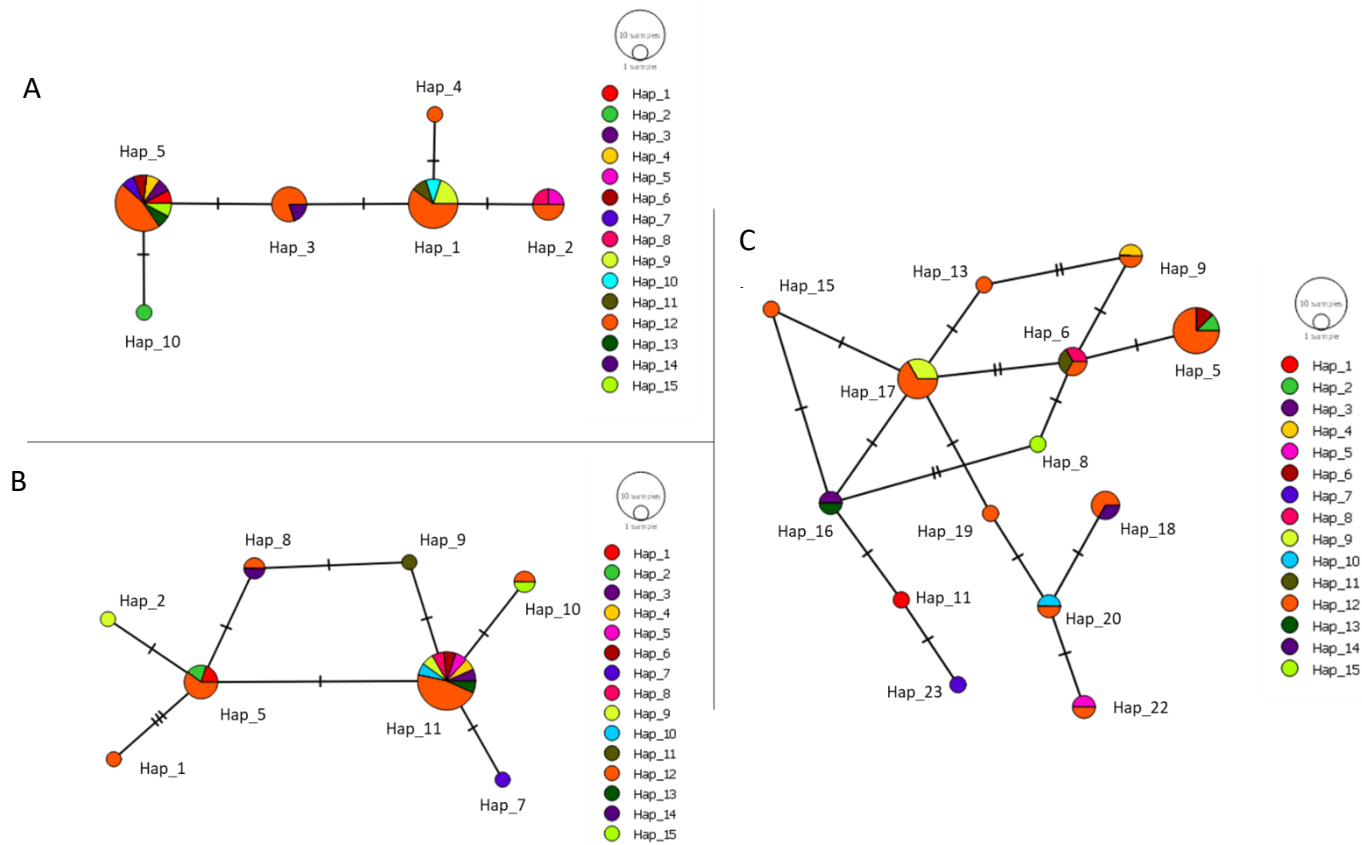 A
10 samples
1 sample
Hap_1
Hap_2
Hap_3
Hap_4
Hap_5
Hap_6
Hap_7
Hap_8
Hap_9
Hap_10
Hap_11
Hap_12
Hap_13
Hap_14
Hap_15
Hap_4
Hap_5
Hap_3
Hap_1
Hap_2
Hap_10
B
10 samples
1 sample
Hap_1
Hap_2
Hap_3
Hap_4
Hap_5
Hap_6
Hap_7
Hap_8
Hap_9
Hap_10
Hap_11
Hap_12
Hap_13
Hap_14
Hap_15
Hap_8
Hap_9
Hap_2
Hap_10
Hap_5
Hap_11
Hap_1
Hap_7
C
10 samples
1 sample
Hap_1
Hap_2
Hap_3
Hap_4
Hap_5
Hap_6
Hap_7
Hap_8
Hap_9
Hap_10
Hap_11
Hap_12
Hap_13
Hap_14
Hap_15
Hap_13
Hap_9
Hap_15
Hap_6
Hap_5
Hap_17
Hap_8
Hap_16
Hap_19
Hap_18
Hap_11
Hap_20
Hap_23
Hap_22